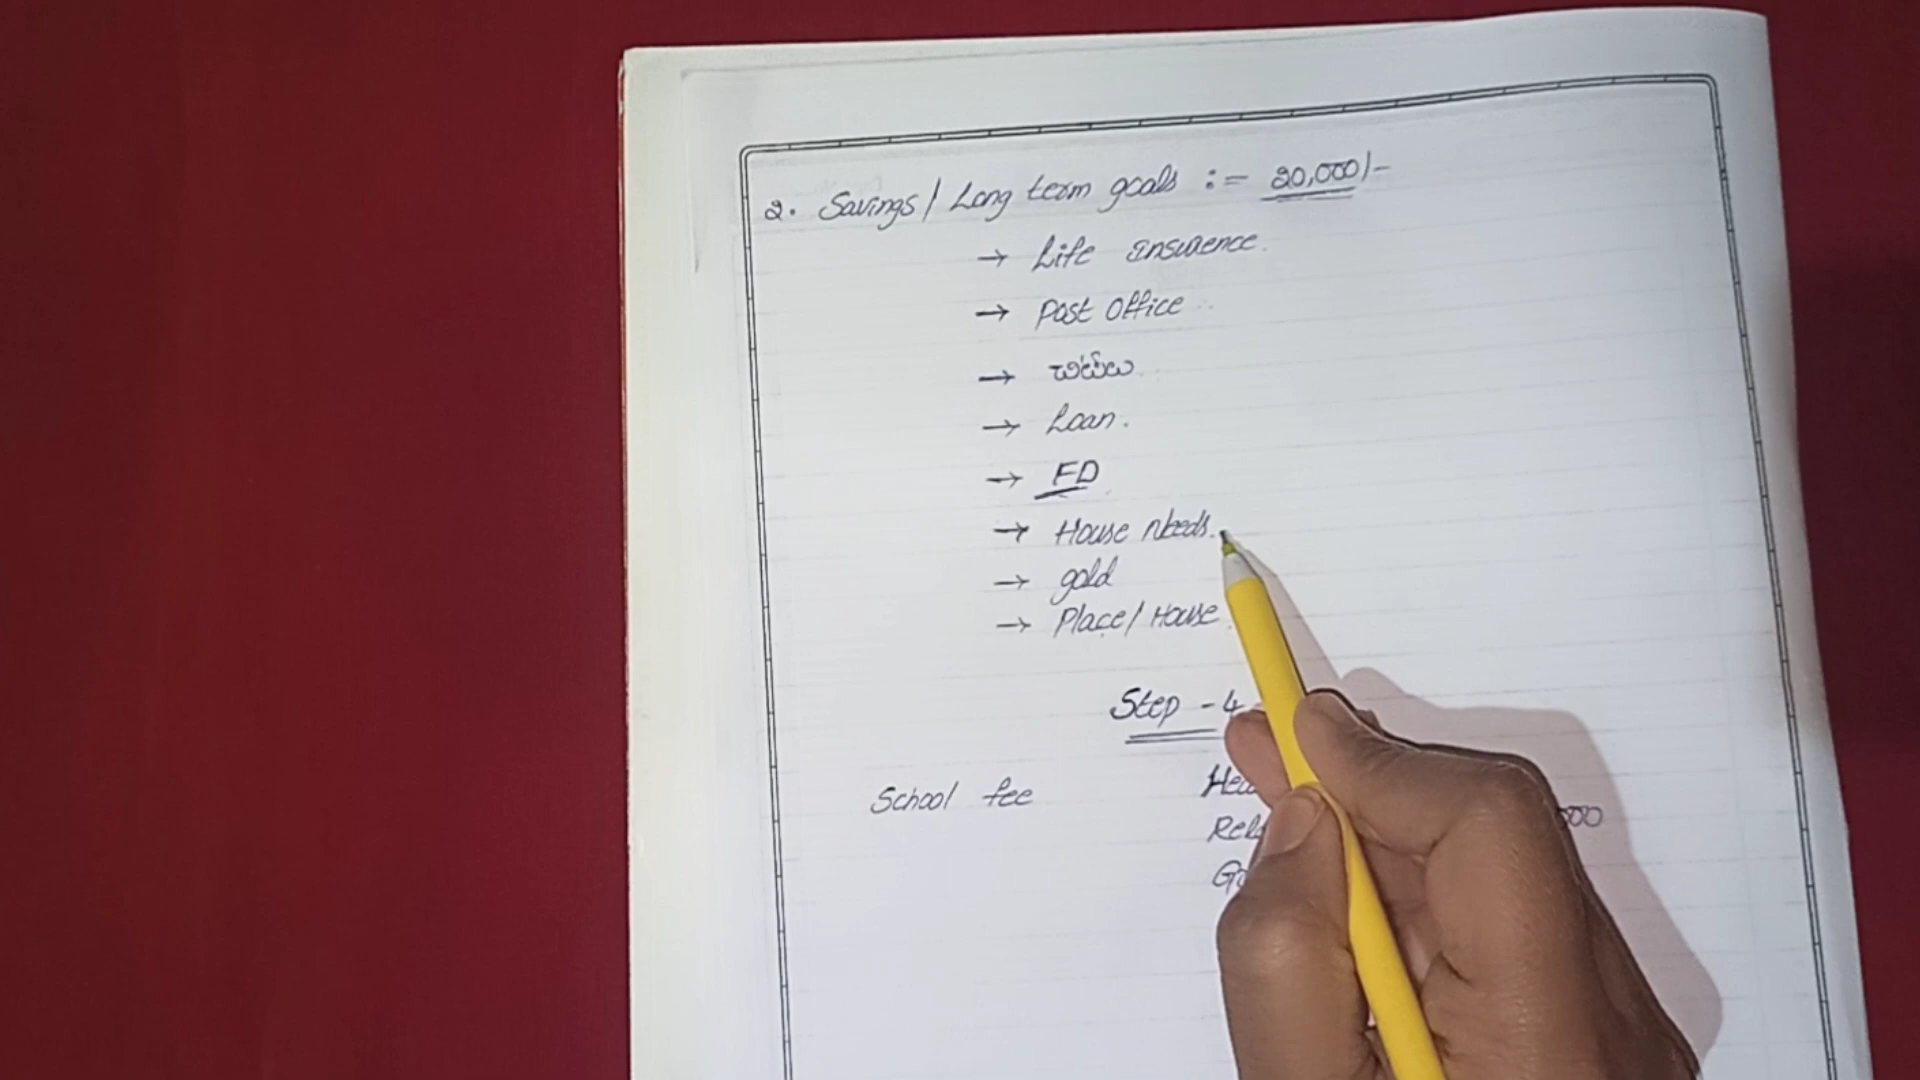 2. Savings / Long term goals :- 20,000/-
→ Life insurence.
→ Post Office
→ చిట్టీలు
→ Loan.
→ FD
→ House needs.
→ gold
→ Place / House
Step - 4
School fee